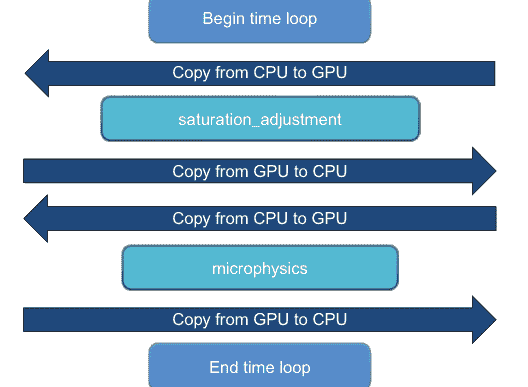 Begin time loop
Copy from CPU to GPU
saturation_adjustment
Copy from GPU to CPU
Copy from CPU to GPU
microphysics
Copy from GPU to CPU
End time loop